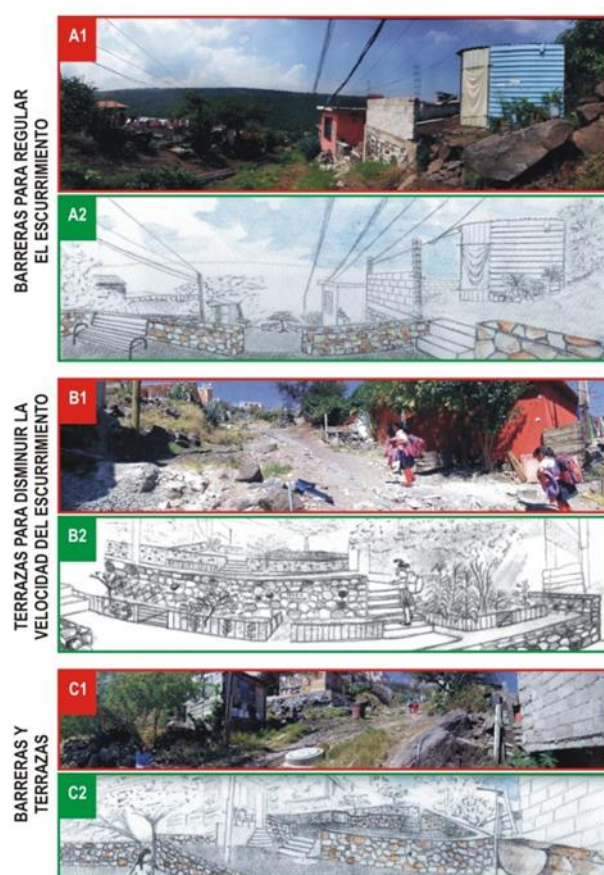 BARRERAS PARA REGULAR
EL ESCURRIMIENTO
A1
A2
TERRAZAS PARA DISMINUIR LA
VELOCIDAD DEL ESCURRIMIENTO
B1
B2
BARRERAS Y
TERRAZAS
C1
C2